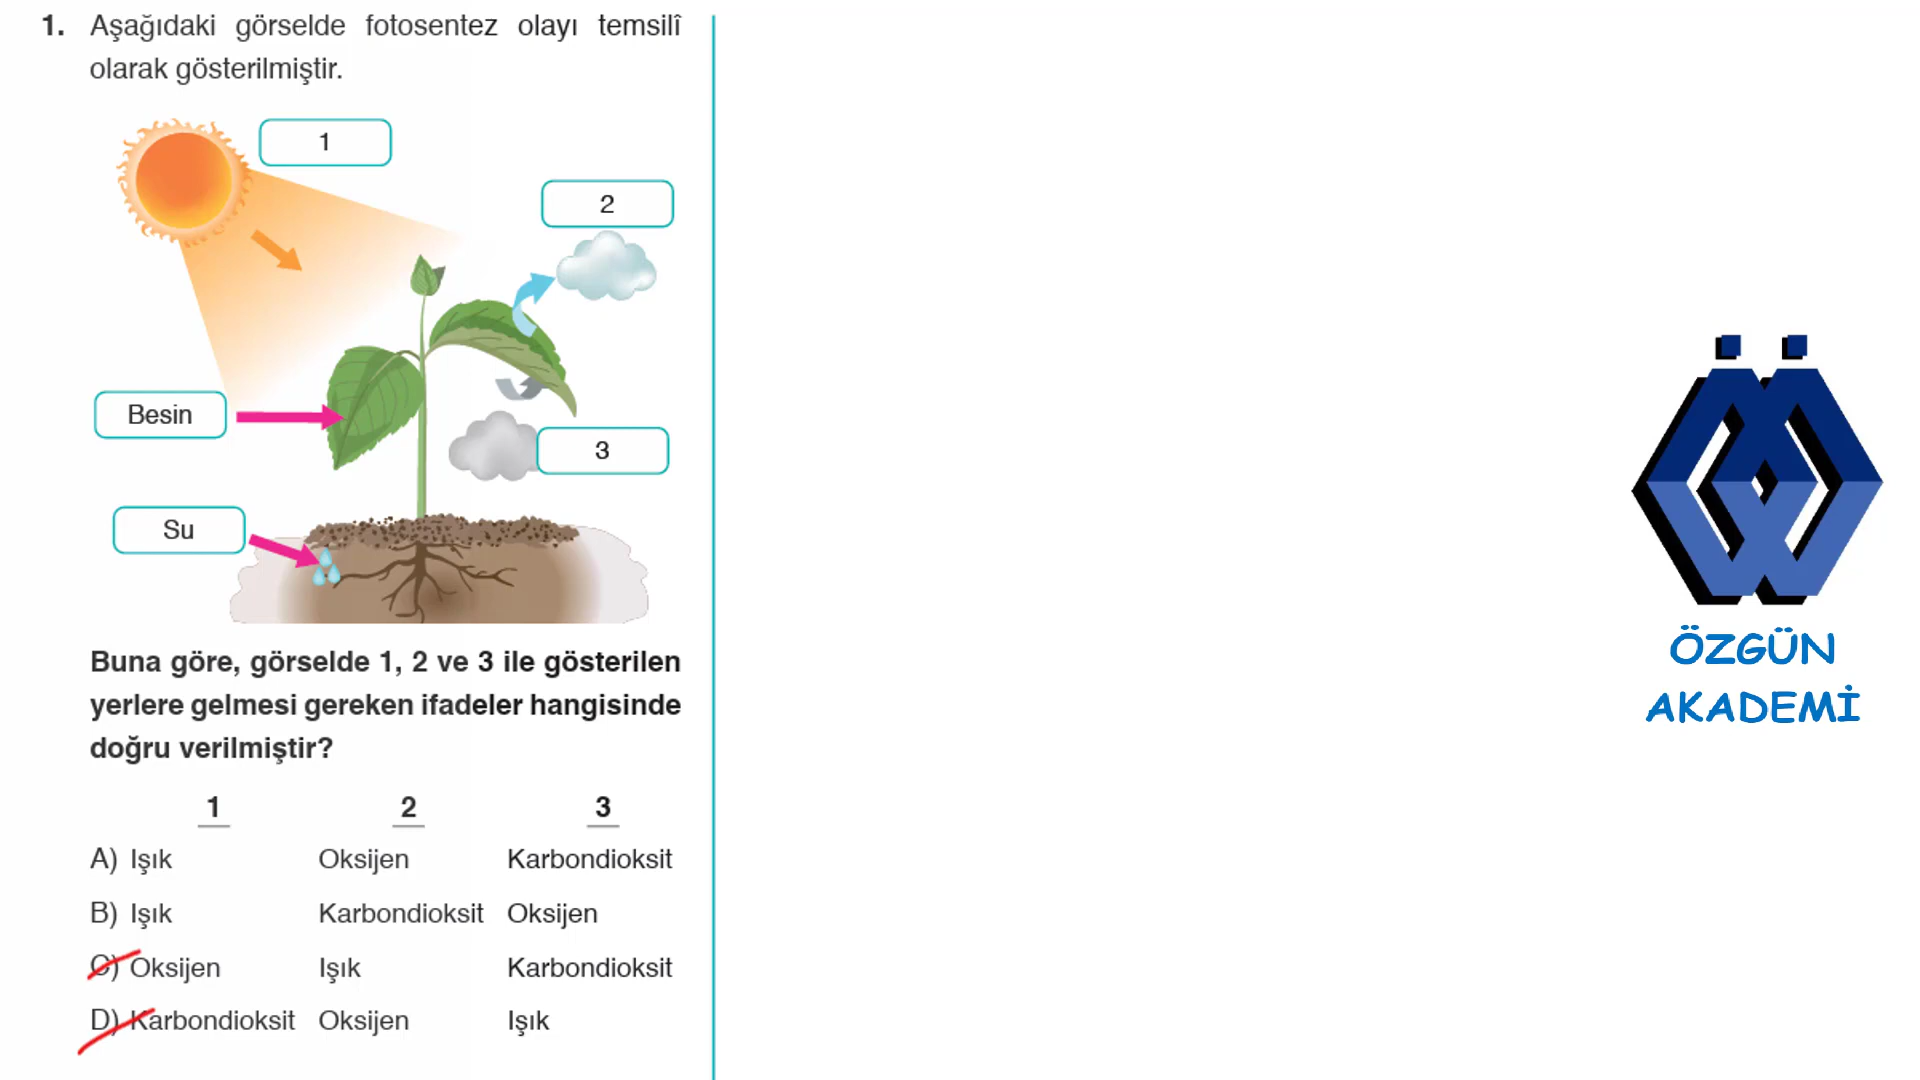 1. Aşağıdaki görselde fotosentez olayı temsilî
olarak gösterilmiştir.
1
2
Besin
3
Su
Buna göre, görselde 1, 2 ve 3 ile gösterilen
yerlere gelmesi gereken ifadeler hangisinde
doğru verilmiştir?
1 2 3
A) Işık Oksijen Karbondioksit
B) Işık Karbondioksit Oksijen
C) Oksijen Işık Karbondioksit
D) Karbondioksit Oksijen Işık
ÖZGÜN
AKADEMİ